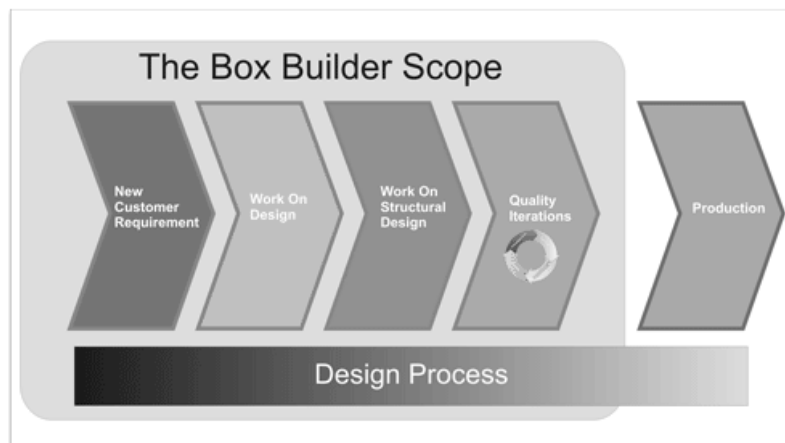 The Box Builder Scope
New
Customer
Requirement
Work On
Design
Work On
Structural
Design
Quality
Iterations
Production
Design Process